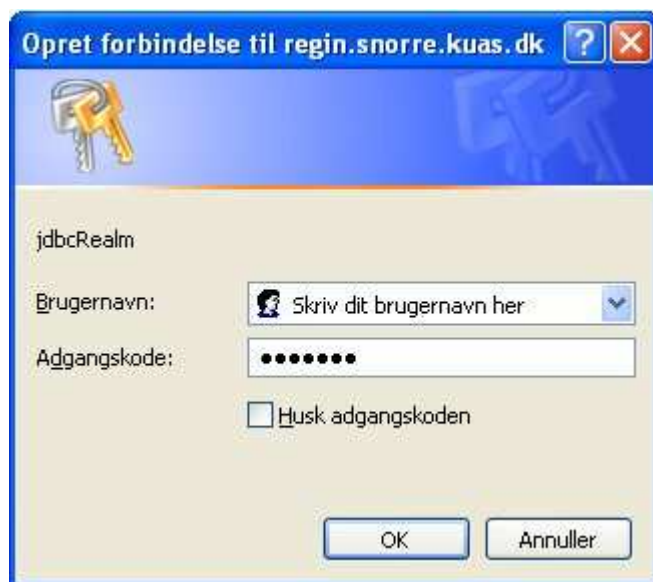 Opret forbindelse til regin.snorre.kuas.dk
jdbcRealm
Brugernavn: Skriv dit brugernavn her
Adgangskode: •••••••
Husk adgangskoden
OK Annuller